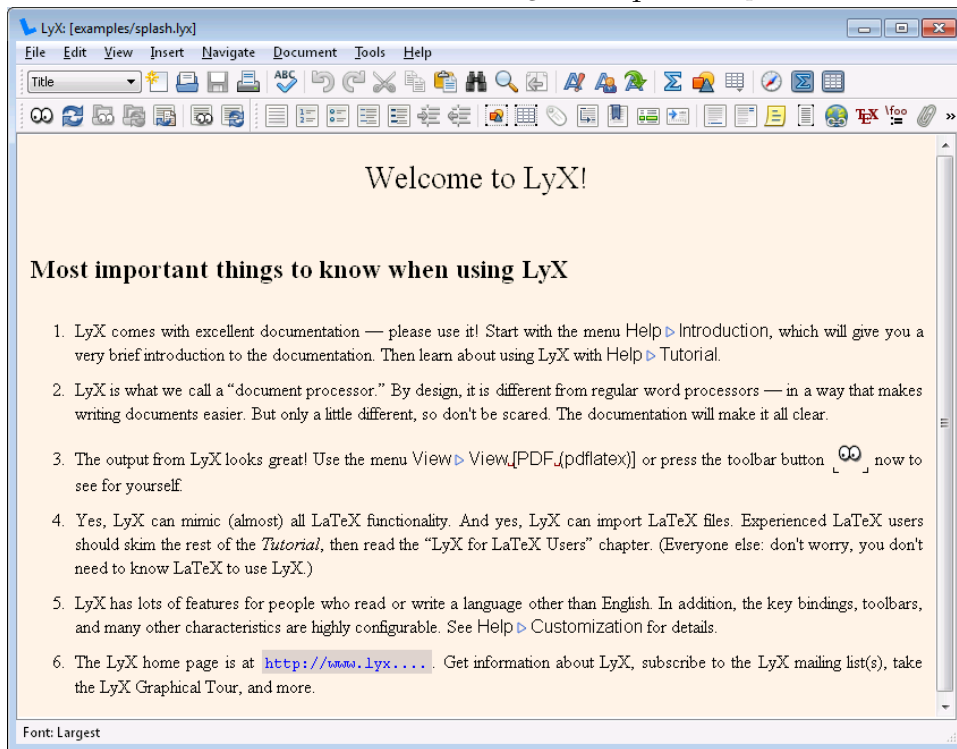 LyX: [examples/splash.lyx]
File Edit View Insert Navigate Document Tools Help
Title
ABC
TEX \foo
Welcome to LyX!
Most important things to know when using LyX
1. LyX comes with excellent documentation — please use it! Start with the menu Help ▷ Introduction, which will give you a
very brief introduction to the documentation. Then learn about using LyX with Help ▷ Tutorial.
2. LyX is what we call a “document processor.” By design, it is different from regular word processors — in a way that makes
writing documents easier. But only a little different, so don't be scared. The documentation will make it all clear.
3. The output from LyX looks great! Use the menu View ▷ View [PDF (pdflatex)] or press the toolbar button now to
see for yourself.
4. Yes, LyX can mimic (almost) all LaTeX functionality. And yes, LyX can import LaTeX files. Experienced LaTeX users
should skim the rest of the Tutorial, then read the “LyX for LaTeX Users” chapter. (Everyone else: don't worry, you don't
need to know LaTeX to use LyX.)
5. LyX has lots of features for people who read or write a language other than English. In addition, the key bindings, toolbars,
and many other characteristics are highly configurable. See Help ▷ Customization for details.
6. The LyX home page is at http://www.lyx.... . Get information about LyX, subscribe to the LyX mailing list(s), take
the LyX Graphical Tour, and more.
Font: Largest